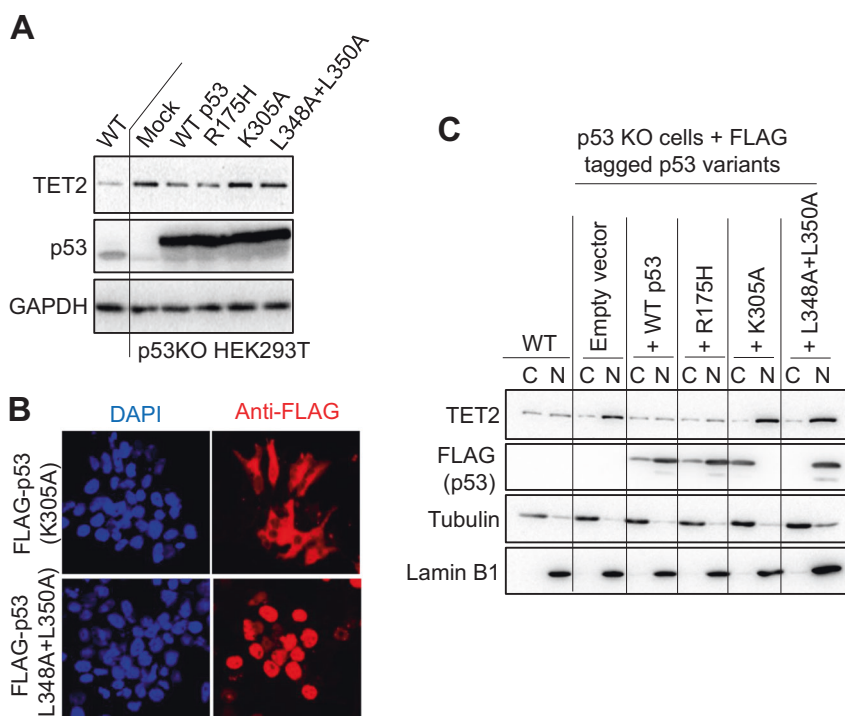 A
WT
Mock
WT p53
R175H
K305A
L348A+L350A
TET2
p53
GAPDH
p53KO HEK293T
B
DAPI
Anti-FLAG
FLAG-p53
(K305A)
FLAG-p53
L348A+L350A)
C
p53 KO cells + FLAG
tagged p53 variants
WT
Empty vector
+ WT p53
+ R175H
+ K305A
+ L348A+L350A
C N C N C N C N C N C N
TET2
FLAG
(p53)
Tubulin
Lamin B1